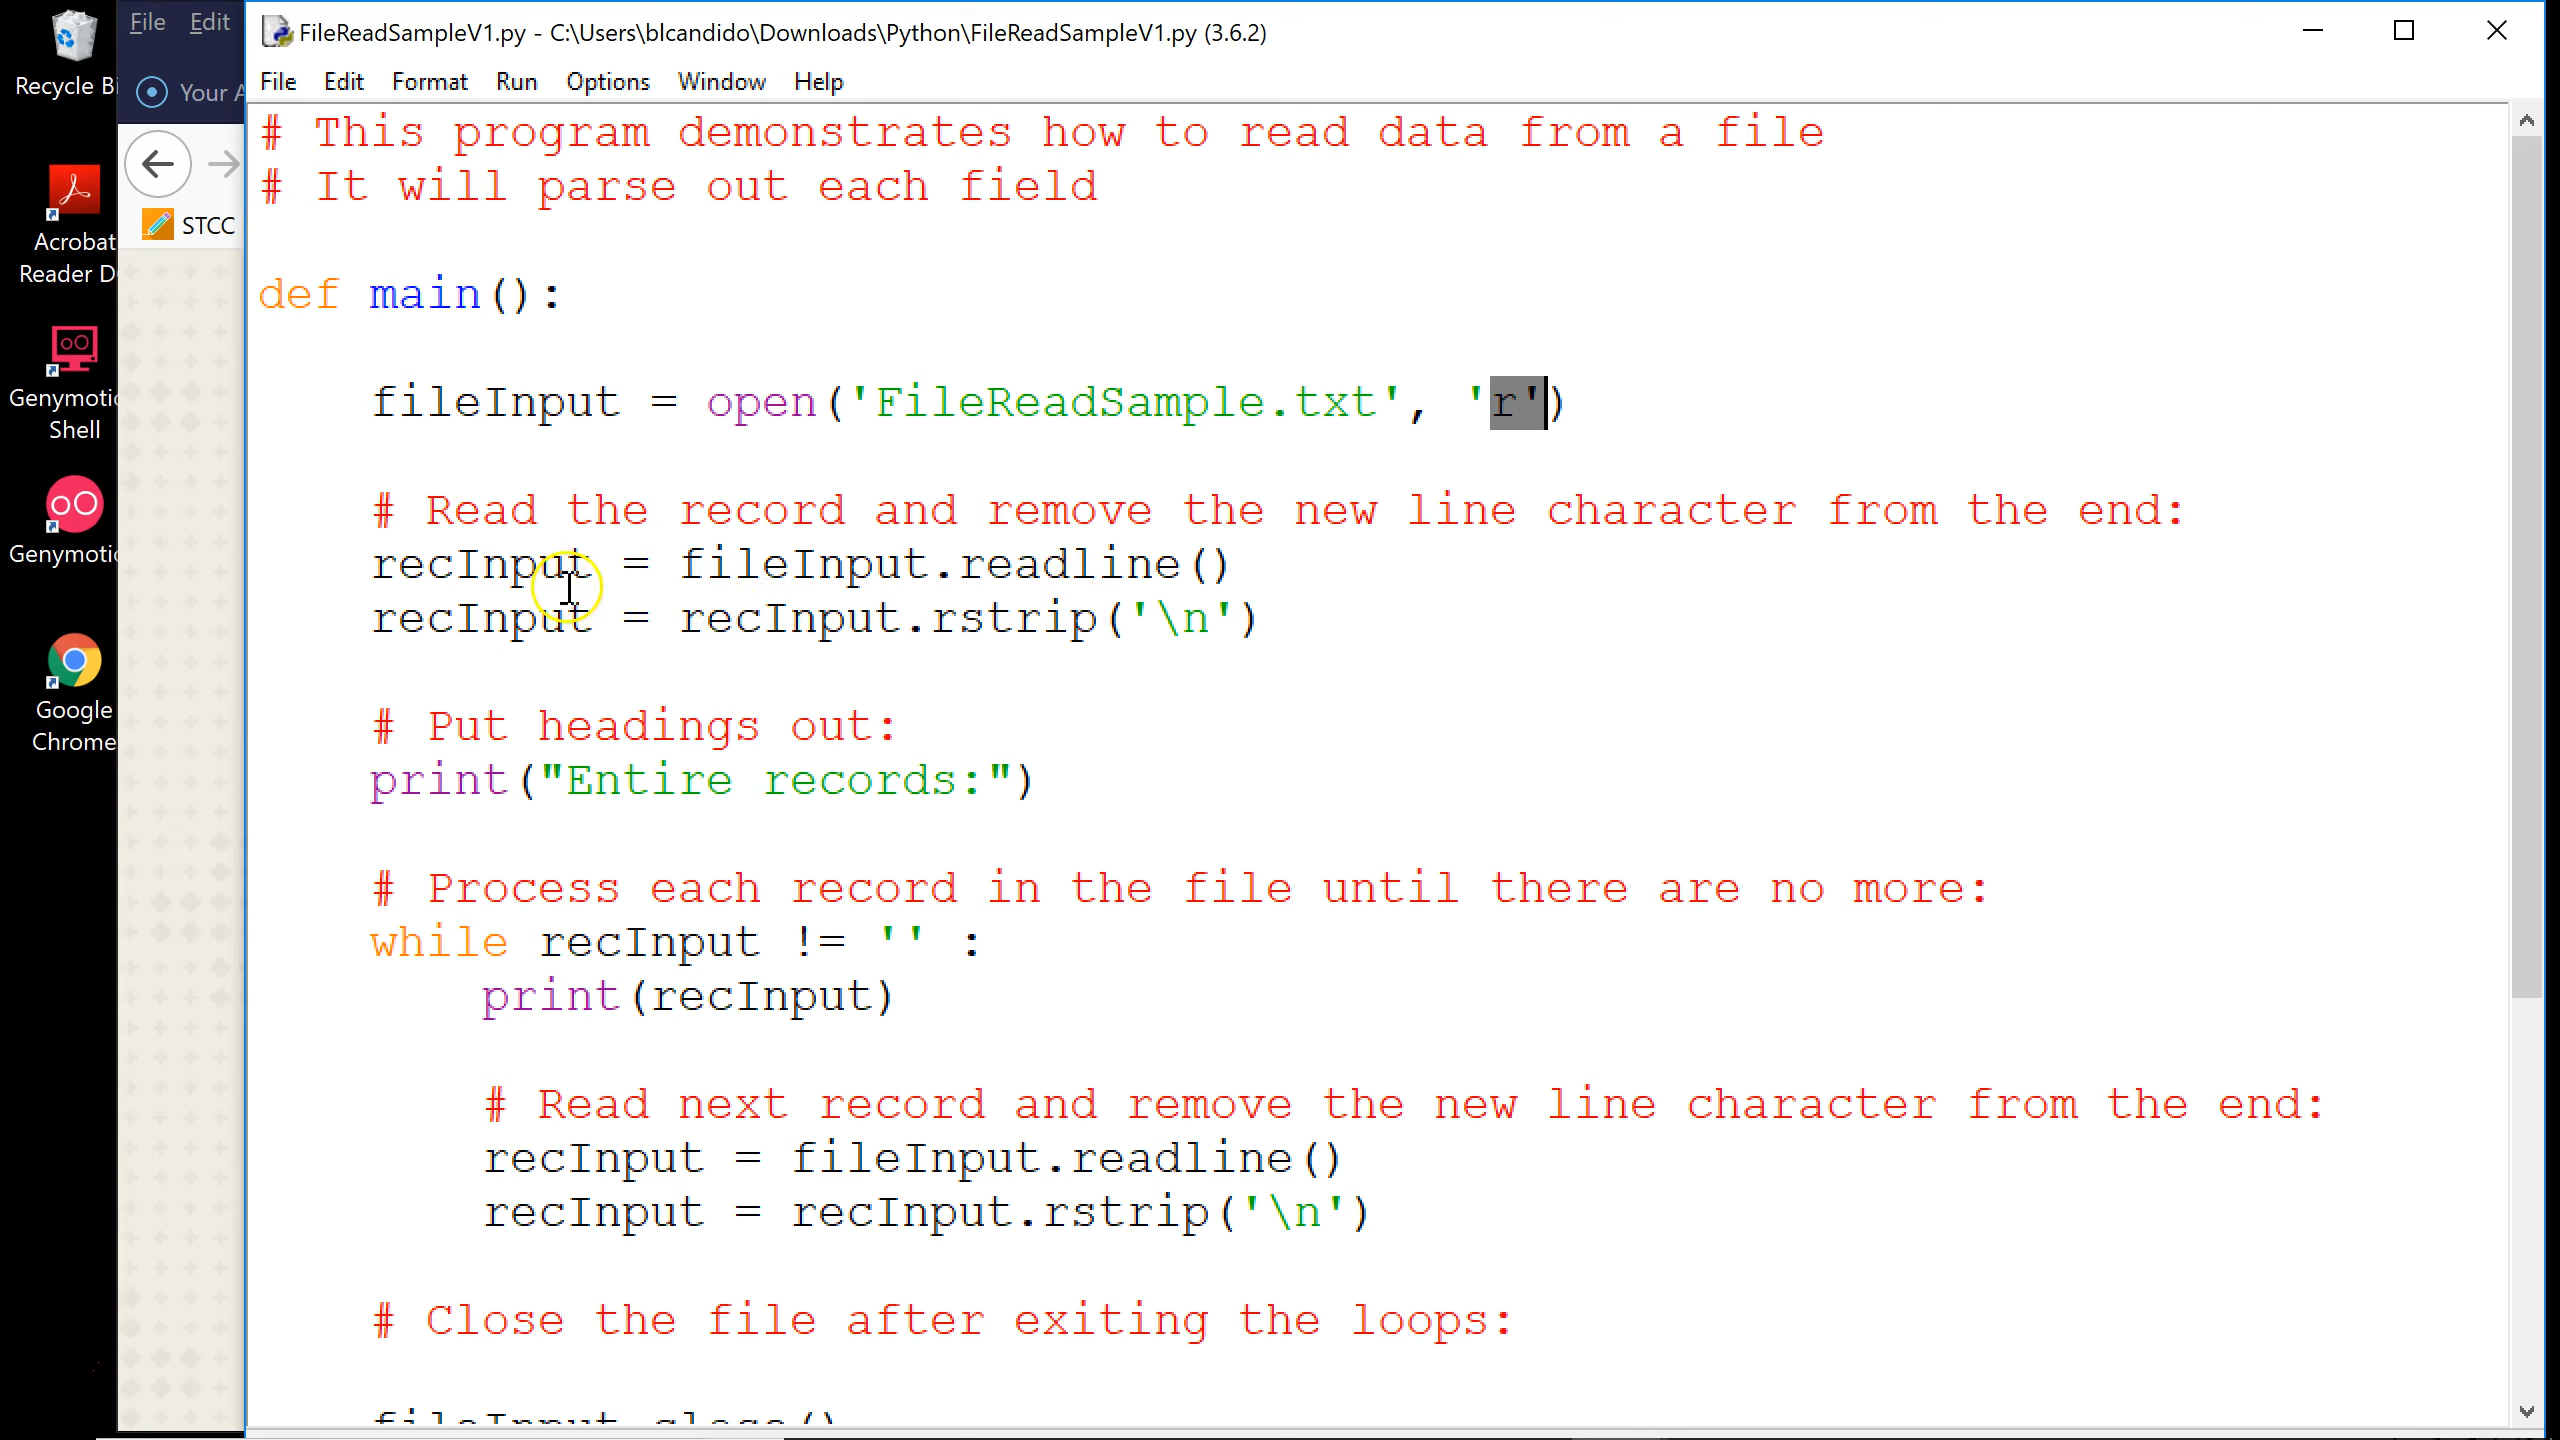 Recycle Bi
Acrobat
Reader D
Genymotic
Shell
Genymotic
Google
Chrome
File Edit
Your A
STCC
FileReadSampleV1.py - C:\Users\blcandido\Downloads\Python\FileReadSampleV1.py (3.6.2)
File Edit Format Run Options Window Help
# This program demonstrates how to read data from a file
# It will parse out each field
def main():
    fileInput = open('FileReadSample.txt', 'r')
    # Read the record and remove the new line character from the end:
    recInput = fileInput.readline()
    recInput = recInput.rstrip('\n')
    # Put headings out:
    print("Entire records:")
    # Process each record in the file until there are no more:
    while recInput != '' :
        print(recInput)
        # Read next record and remove the new line character from the end:
        recInput = fileInput.readline()
        recInput = recInput.rstrip('\n')
    # Close the file after exiting the loops:
    fileInput.close()